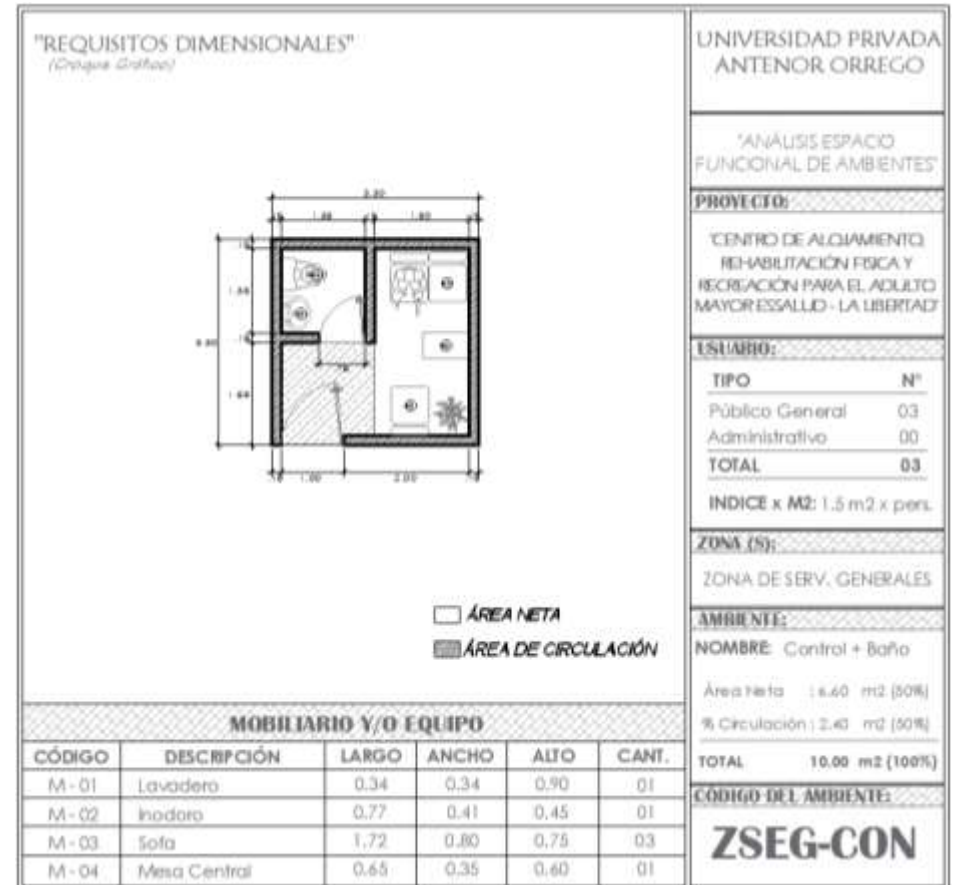 "REQUISITOS DIMENSIONALES"
(Croquis Gráfico)
3.30
1.00
2.00
ÁREA NETA
ÁREA DE CIRCULACIÓN
MOBILIARIO Y/O EQUIPO
CÓDIGO DESCRIPCIÓN LARGO ANCHO ALTO CANT.
M - 01 Lavadero 0.34 0.34 0.90 01
M - 02 Inodoro 0.77 0.41 0.45 01
M - 03 Sofa 1.72 0.80 0.75 03
M - 04 Mesa Central 0.65 0.35 0.60 01
UNIVERSIDAD PRIVADA
ANTENOR ORREGO
"ANÁLISIS ESPACIO
FUNCIONAL DE AMBIENTES"
PROYECTO:
"CENTRO DE ALOJAMIENTO,
REHABILITACIÓN FISICA Y
RECREACIÓN PARA EL ADULTO
MAYOR ESSALUD - LA LIBERTAD"
USUARIO:
TIPO N°
Público General 03
Administrativo 00
TOTAL 03
INDICE x M2: 1.5 m2 x pers.
ZONA (S):
ZONA DE SERV. GENERALES
AMBIENTE:
NOMBRE: Control + Baño
Área Neta : 6.60 m2 (50%)
% Circulación : 2.40 m2 (50%)
TOTAL 10.00 m2 (100%)
CÓDIGO DEL AMBIENTE:
ZSEG-CON